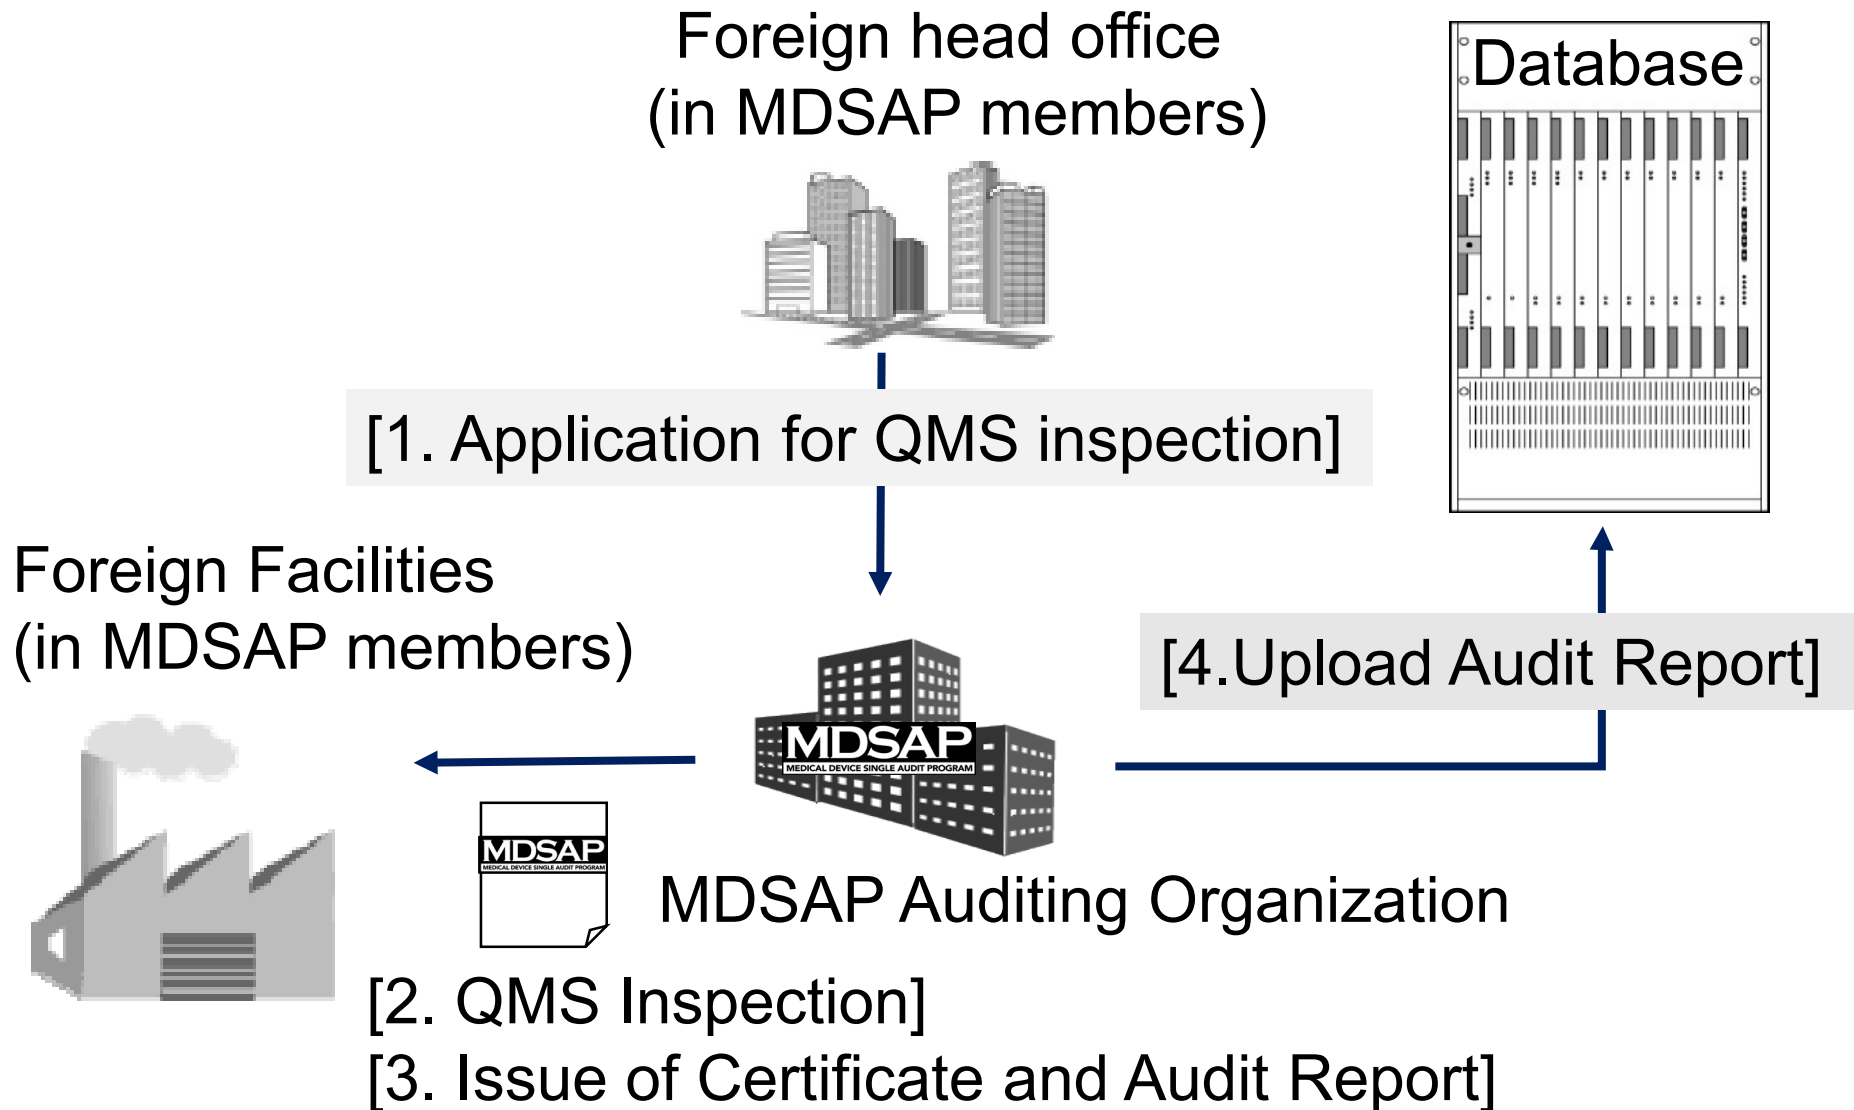 Foreign head office
(in MDSAP members)
Database
[1. Application for QMS inspection]
Foreign Facilities
(in MDSAP members)
[4.Upload Audit Report]
MDSAP
MEDICAL DEVICE SINGLE AUDIT PROGRAM
MDSAP
MEDICAL DEVICE SINGLE AUDIT PROGRAM
MDSAP Auditing Organization
[2. QMS Inspection]
[3. Issue of Certificate and Audit Report]